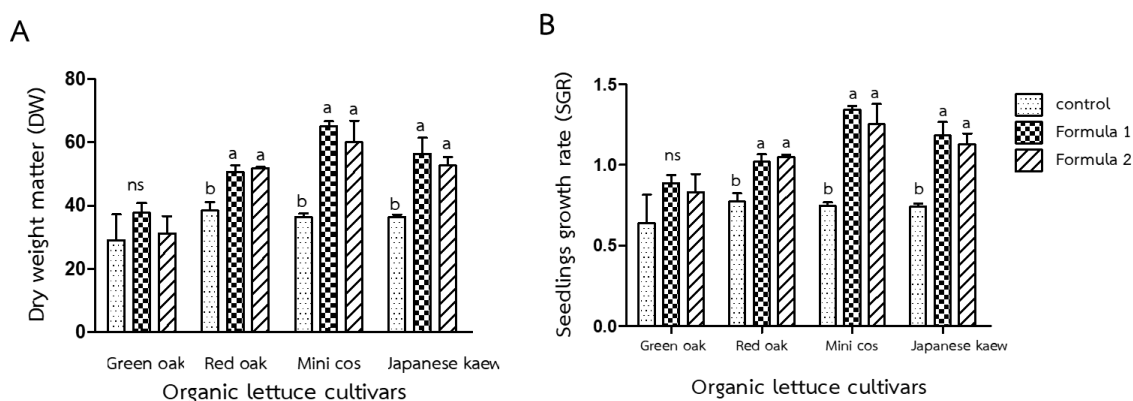 A
Dry weight matter (DW)
80
60
40
20
0
ns
b
a
a
b
a
a
b
a
a
Green oak
Red oak
Mini cos
Japanese kaew
Organic lettuce cultivars
B
Seedlings growth rate (SGR)
1.5
1.0
0.5
0.0
ns
b
a
a
b
a
a
b
a
a
Green oak
Red oak
Mini cos
Japanese kaew
Organic lettuce cultivars
control
Formula 1
Formula 2